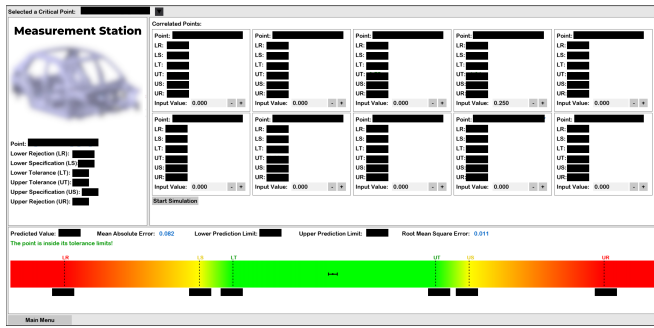 Selected a Critical Point:
Measurement Station
Point:
Lower Rejection (LR):
Lower Specification (LS):
Lower Tolerance (LT):
Upper Tolerance (UT):
Upper Specification (US):
Upper Rejection (UR):
Correlated Points:
Point: Point: Point: Point: Point:
LR: LR: LR: LR: LR:
LS: LS: LS: LS: LS:
LT: LT: LT: LT: LT:
UT: UT: UT: UT: UT:
US: US: US: US: US:
UR: UR: UR: UR: UR:
Input Value: 0.000 - + Input Value: 0.000 - + Input Value: 0.000 - + Input Value: 0.250 - + Input Value: 0.000 - +
Point: Point: Point: Point: Point:
LR: LR: LR: LR: LR:
LS: LS: LS: LS: LS:
LT: LT: LT: LT: LT:
UT: UT: UT: UT: UT:
US: US: US: US: US:
UR: UR: UR: UR: UR:
Input Value: 0.000 - + Input Value: 0.000 - + Input Value: 0.000 - + Input Value: 0.000 - + Input Value: 0.000 - +
Start Simulation
Predicted Value: Mean Absolute Error: 0.082 Lower Prediction Limit: Upper Prediction Limit: Root Mean Square Error: 0.011
The point is inside its tolerance limits!
LR LS LT UT US UR
Main Menu